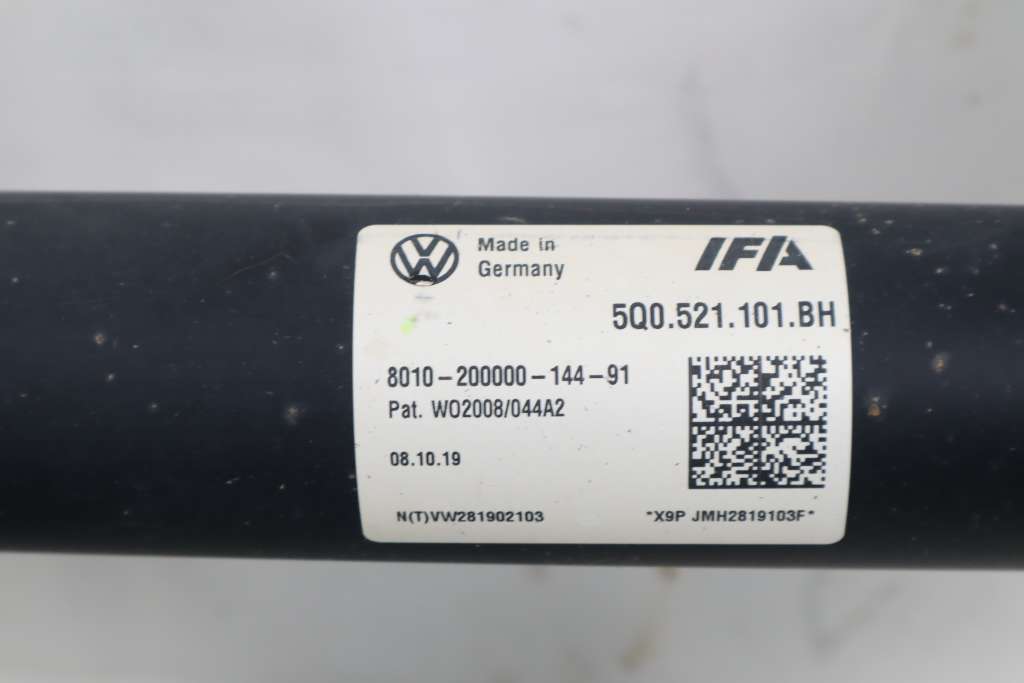 Made in
Germany
IFA
5Q0.521.101.BH
8010-200000-144-91
Pat. WO2008/044A2
08.10.19
N(T)VW281902103
*X9P JMH2819103F*